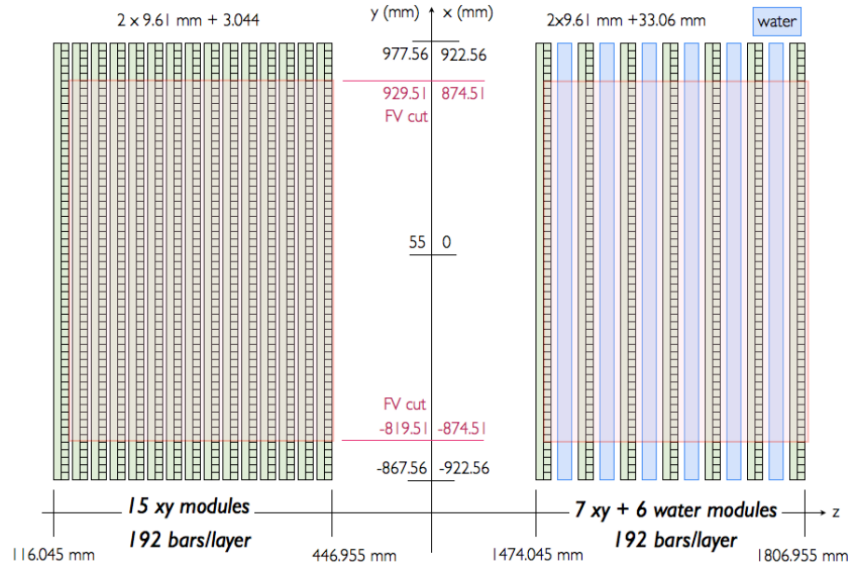 2 x 9.61 mm + 3.044
y (mm) x (mm)
2x9.61 mm +33.06 mm
water
977.56 922.56
929.51 874.51
FV cut
55 0
FV cut
-819.51 -874.51
-867.56 -922.56
15 xy modules
7 xy + 6 water modules
z
192 bars/layer
192 bars/layer
116.045 mm
446.955 mm
1474.045 mm
1806.955 mm